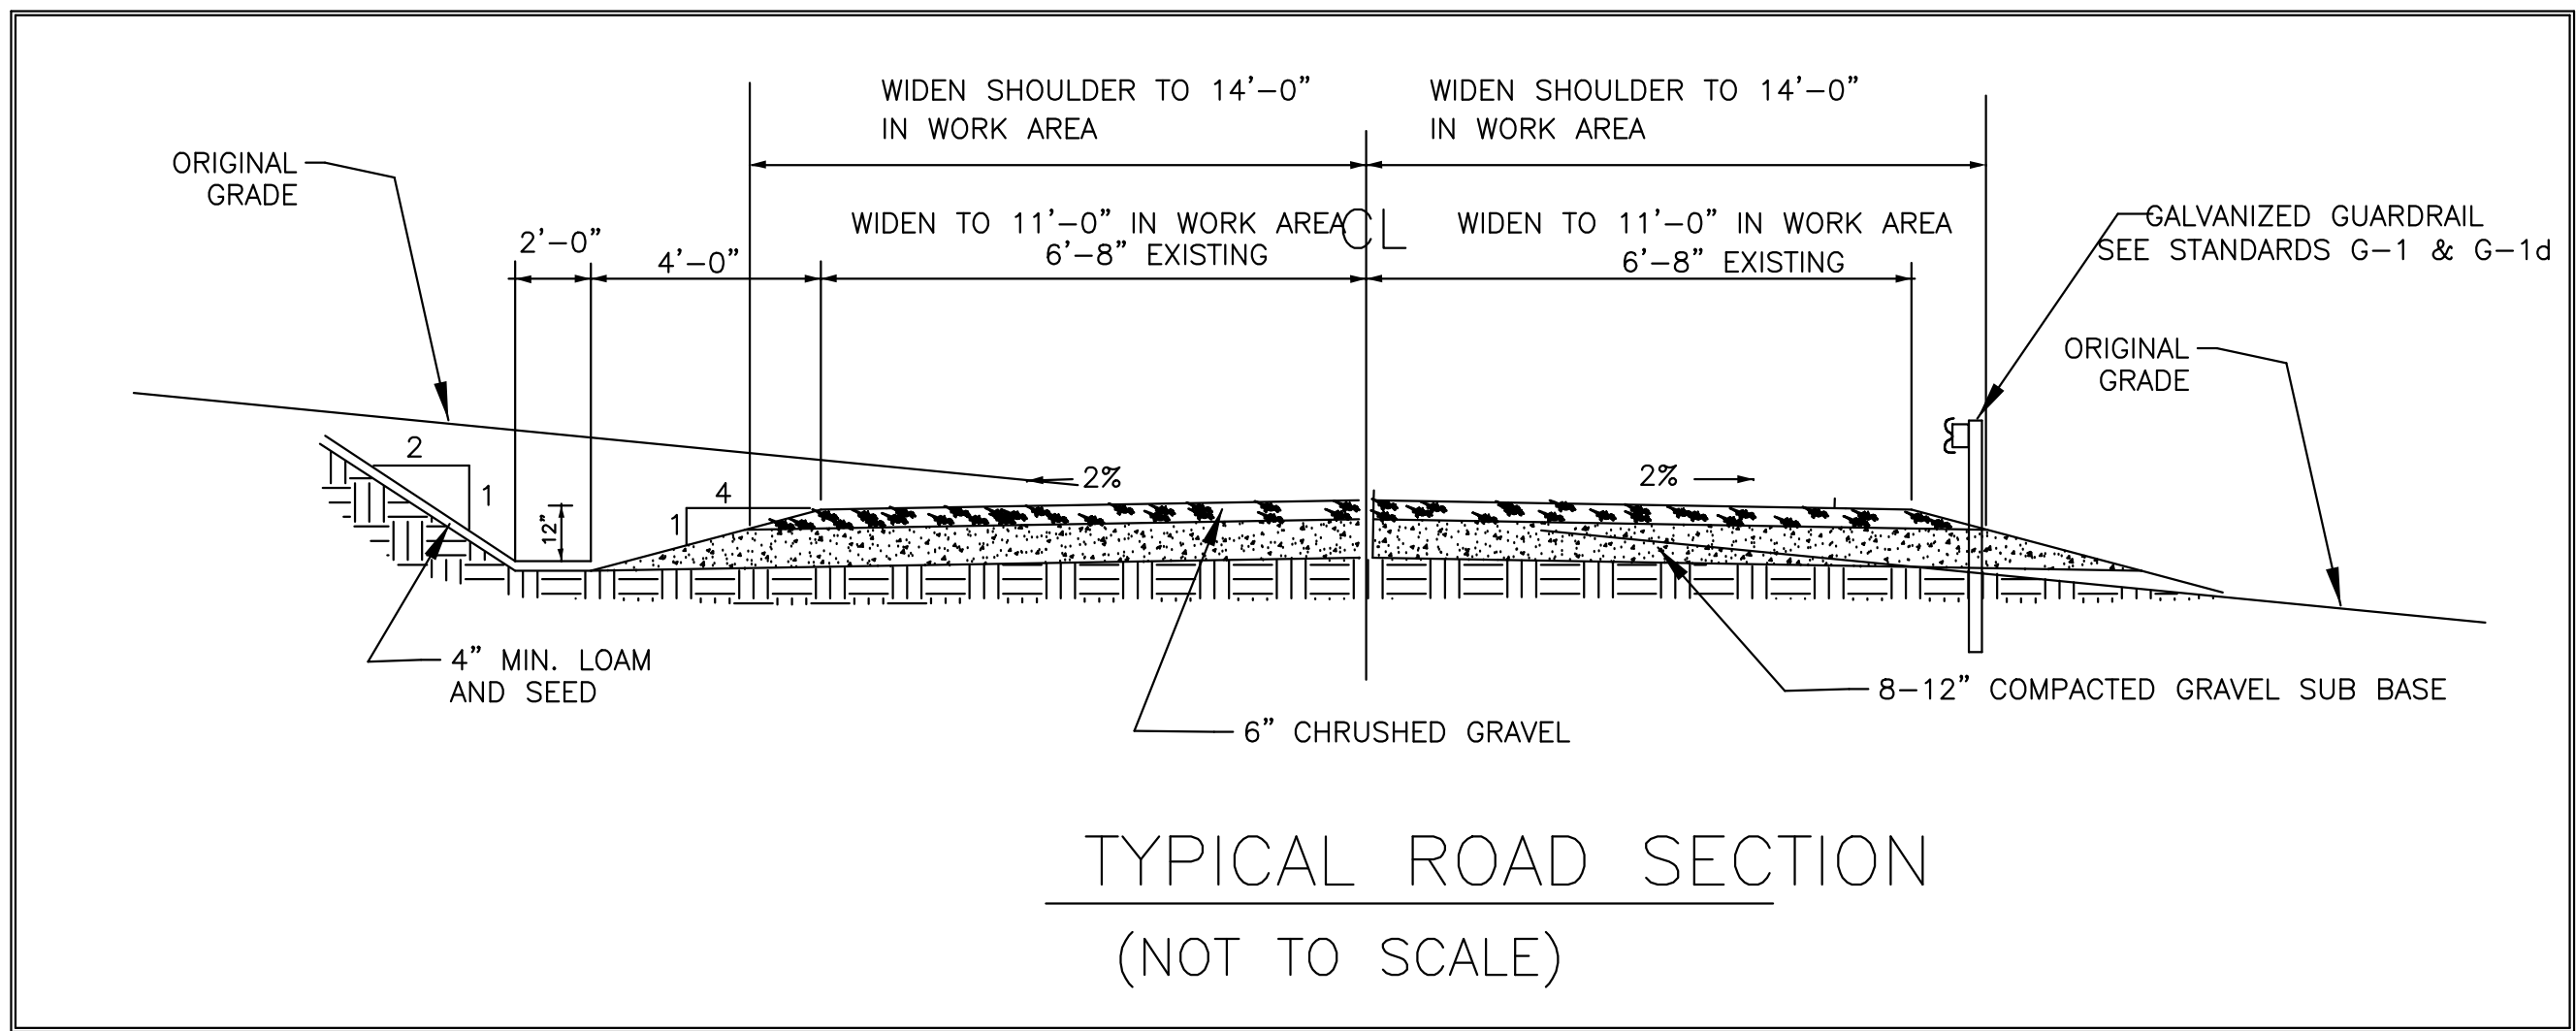 WIDEN SHOULDER TO 14'-0”
IN WORK AREA
WIDEN SHOULDER TO 14'-0”
IN WORK AREA
ORIGINAL
GRADE
2'-0”
4'-0”
WIDEN TO 11'-0” IN WORK AREA
6'-8” EXISTING
CL
WIDEN TO 11'-0” IN WORK AREA
6'-8” EXISTING
GALVANIZED GUARDRAIL
SEE STANDARDS G-1 & G-1d
ORIGINAL
GRADE
2
1
12”
1
4
2%
2%
4” MIN. LOAM
AND SEED
6” CHRUSHED GRAVEL
8-12” COMPACTED GRAVEL SUB BASE
TYPICAL ROAD SECTION
(NOT TO SCALE)